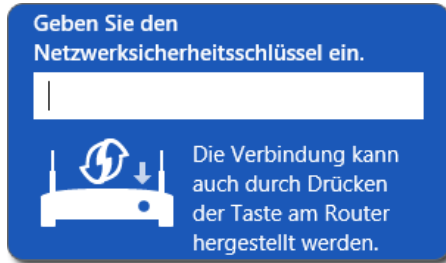 Geben Sie den
Netzwerksicherheitsschlüssel ein.
Die Verbindung kann
auch durch Drücken
der Taste am Router
hergestellt werden.